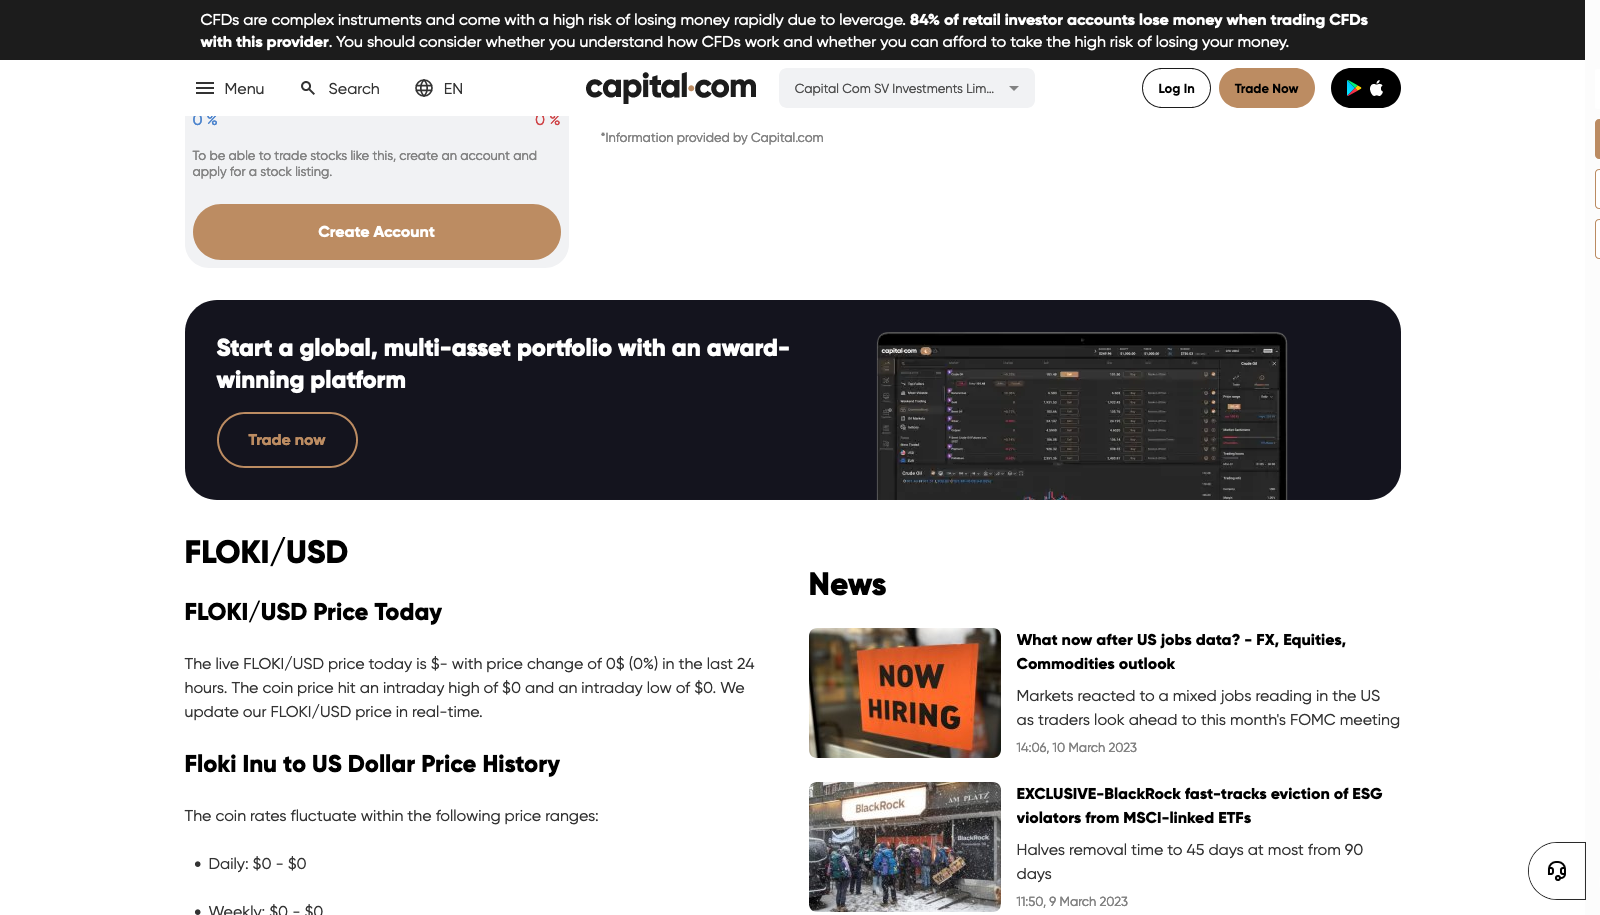 CFDs are complex instruments and come with a high risk of losing money rapidly due to leverage. 84% of retail investor accounts lose money when trading CFDs
with this provider. You should consider whether you understand how CFDs work and whether you can afford to take the high risk of losing your money.
Menu
Search
EN
capital.com
Capital Com SV Investments Lim...
Log In
Trade Now
0 %
0 %
*Information provided by Capital.com
To be able to trade stocks like this, create an account and
apply for a stock listing.
Create Account
Start a global, multi-asset portfolio with an award-
winning platform
Trade now
capital.com
Crude Oil
Crude Oil
FLOKI/USD
FLOKI/USD Price Today
The live FLOKI/USD price today is $- with price change of 0$ (0%) in the last 24
hours. The coin price hit an intraday high of $0 and an intraday low of $0. We
update our FLOKI/USD price in real-time.
Floki Inu to US Dollar Price History
The coin rates fluctuate within the following price ranges:
• Daily: $0 - $0
• Weekly: $0 - $0
News
NOW
HIRING
What now after US jobs data? - FX, Equities,
Commodities outlook
Markets reacted to a mixed jobs reading in the US
as traders look ahead to this month's FOMC meeting
14:06, 10 March 2023
BlackRock
AM PLATZ
BlackRock
EXCLUSIVE-BlackRock fast-tracks eviction of ESG
violators from MSCI-linked ETFs
Halves removal time to 45 days at most from 90
days
11:50, 9 March 2023